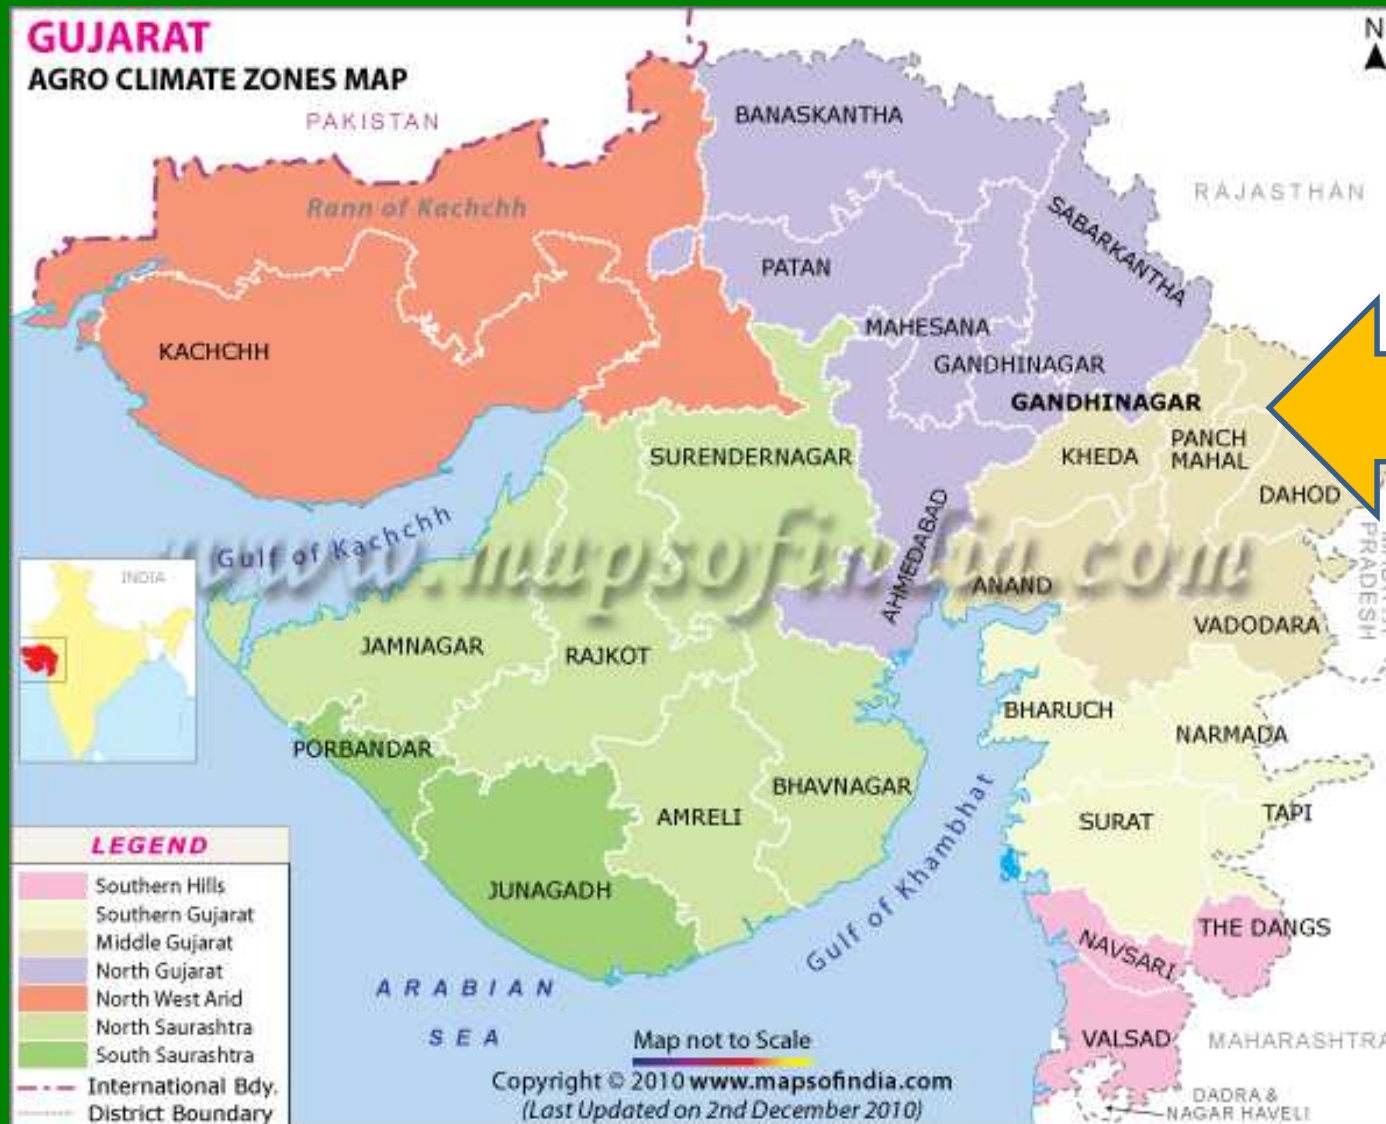 GUJARAT
AGRO CLIMATE ZONES MAP
N
PAKISTAN
BANASKANTHA
RAJASTHAN
Rann of Kachchh
SABARKANTHA
PATAN
MAHESANA
KACHCHH
GANDHINAGAR
GANDHINAGAR
SURENDERNAGAR
KHEDA
PANCH
MAHAL
DAHOD
Gulf of Kachchh
www.mapsofindia.com
AHMEDABAD
PRADESH
INDIA
ANAND
VADODARA
JAMNAGAR
RAJKOT
BHARUCH
NARMADA
PORBANDAR
BHAVNAGAR
AMRELI
SURAT
TAPI
Gulf of Khambhat
JUNAGADH
NAVSARI
THE DANGS
ARABIAN
SEA
VALSAD
MAHARASHTRA
DADRA &
NAGAR HAVELI
LEGEND
Southern Hills
Southern Gujarat
Middle Gujarat
North Gujarat
North West Arid
North Saurashtra
South Saurashtra
International Bdy.
District Boundary
Map not to Scale
Copyright © 2010 www.mapsofindia.com
(Last Updated on 2nd December 2010)